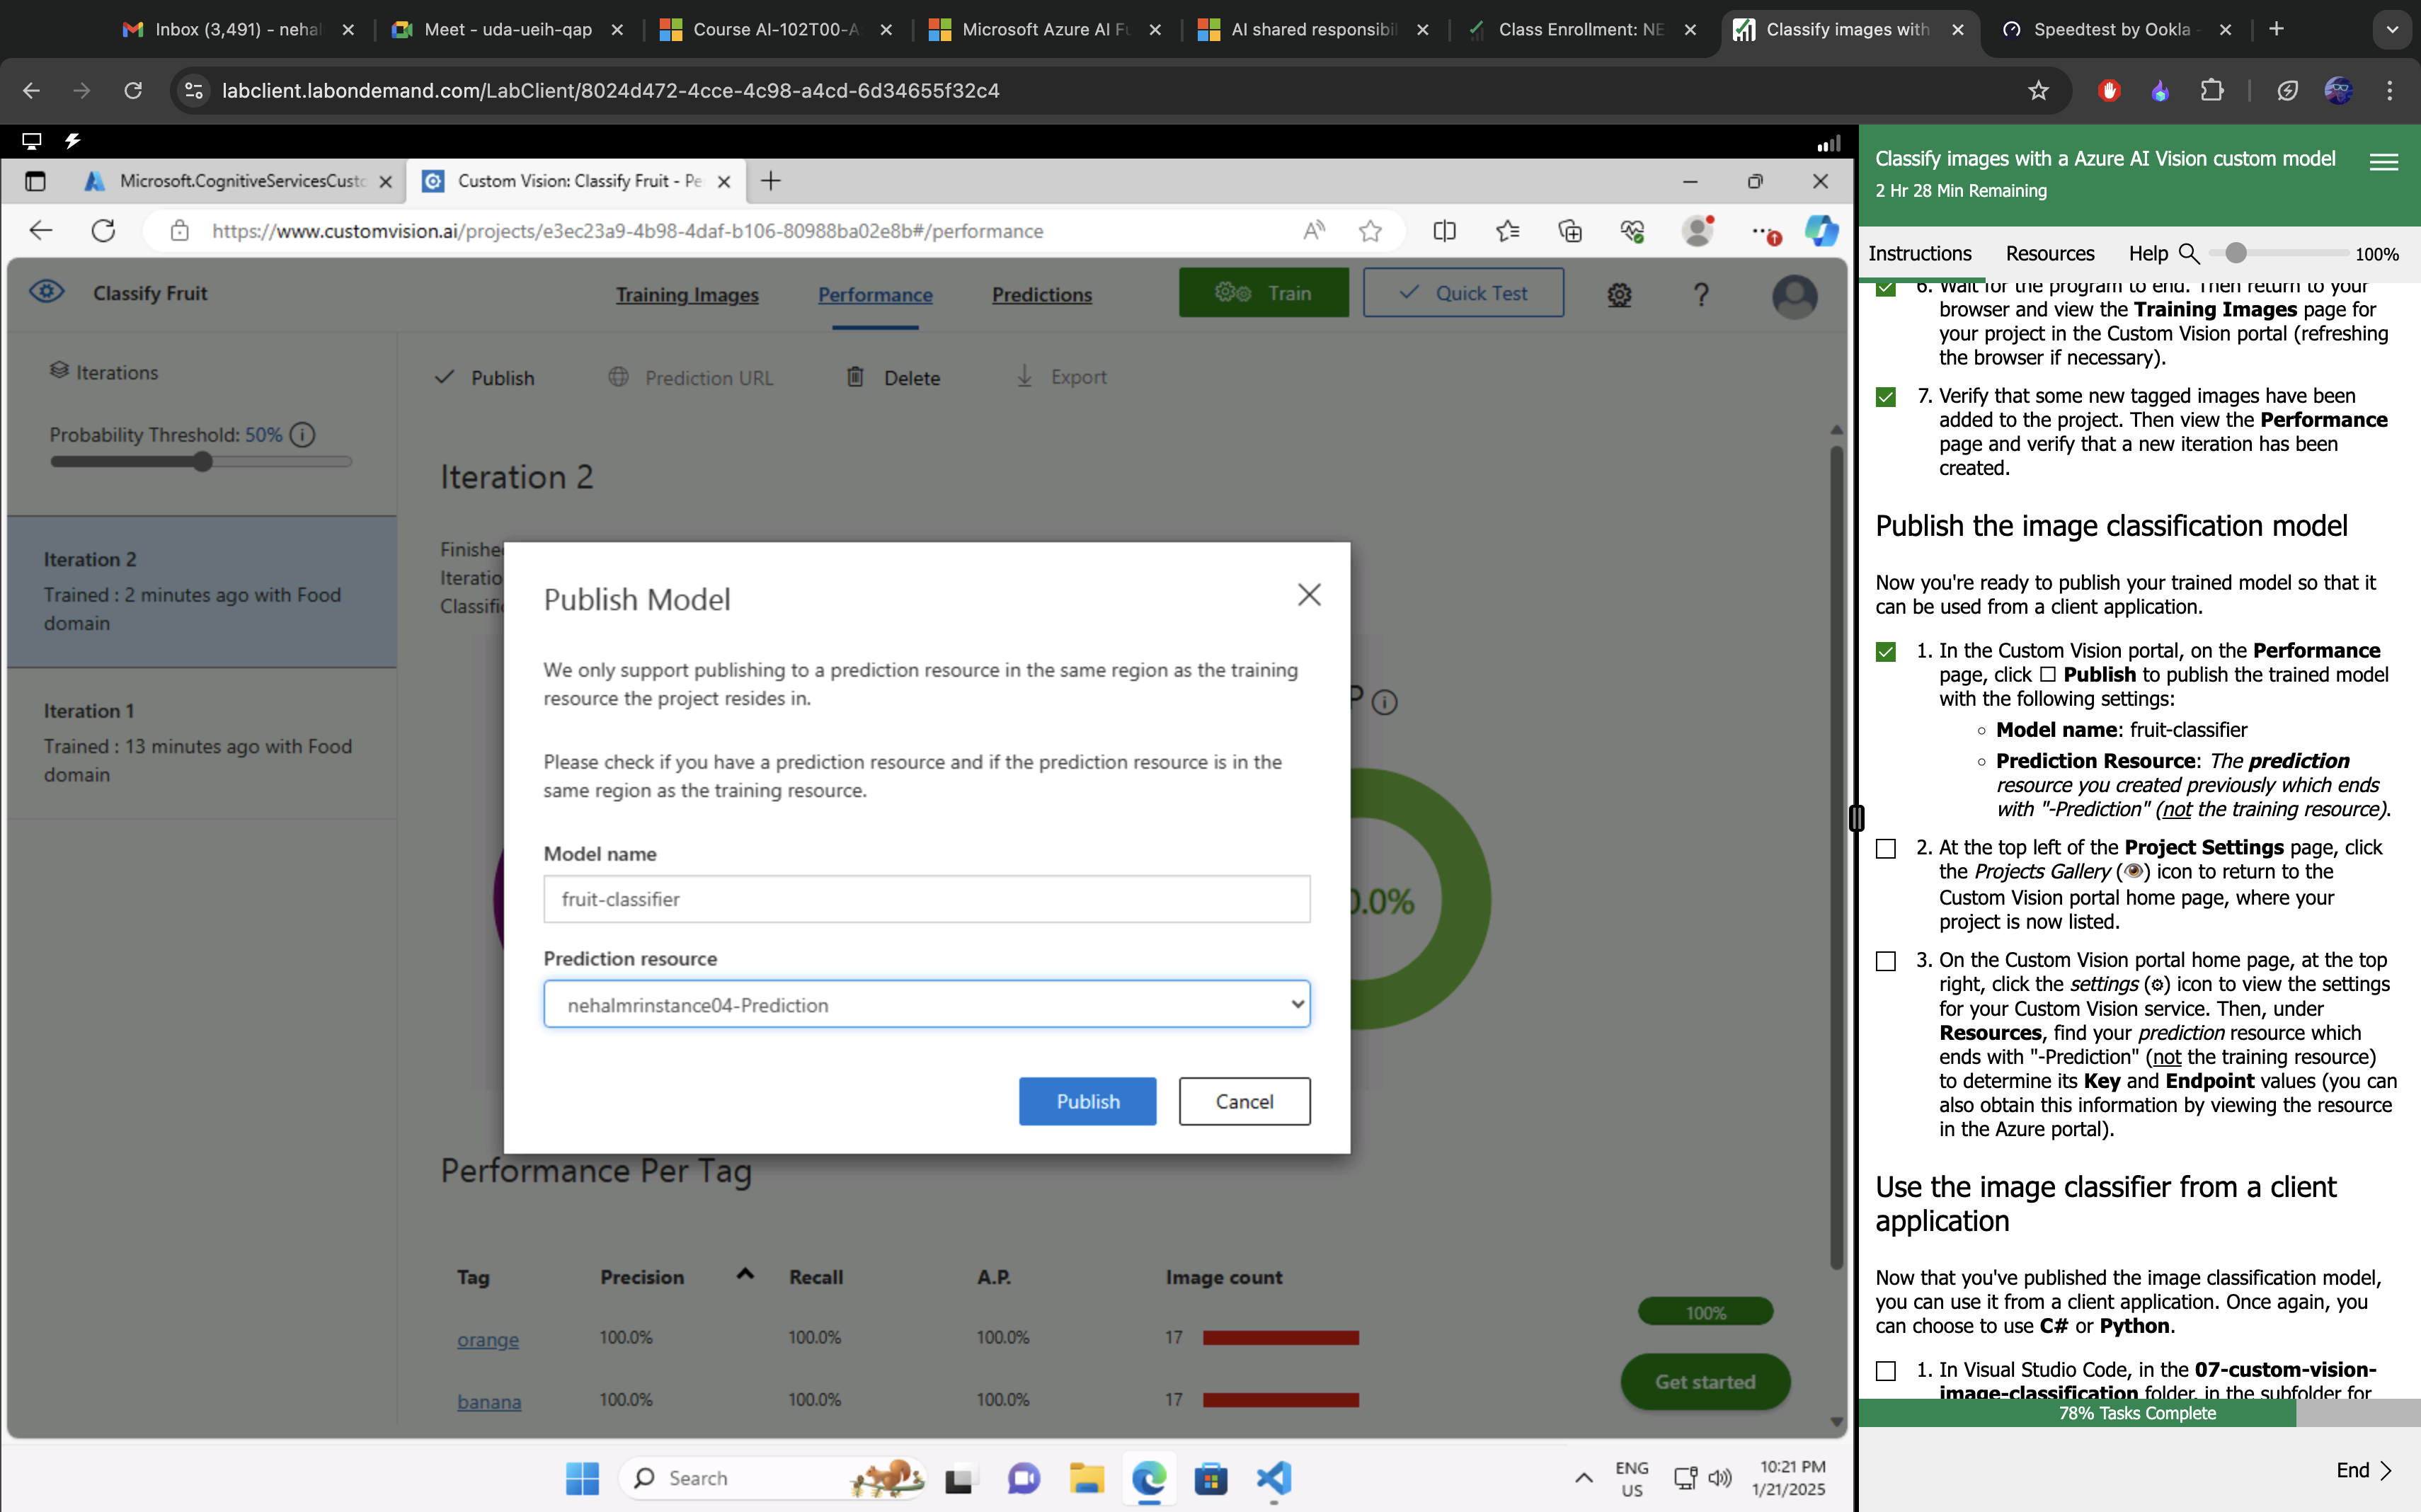 Inbox (3,491) - nehal
Meet - uda-ueih-qap
Course AI-102T00-A
Microsoft Azure AI Fu
AI shared responsibil
Class Enrollment: NE
Classify images with
Speedtest by Ookla -
labclient.labondemand.com/LabClient/8024d472-4cce-4c98-a4cd-6d34655f32c4
Microsoft.CognitiveServicesCusto
Custom Vision: Classify Fruit - Pe
https://www.customvision.ai/projects/e3ec23a9-4b98-4daf-b106-80988ba02e8b#/performance
Classify Fruit
Training Images
Performance
Predictions
Train
Quick Test
?
Iterations
Probability Threshold: 50%
Iteration 2
Trained : 2 minutes ago with Food
domain
Iteration 1
Trained : 13 minutes ago with Food
domain
Publish
Prediction URL
Delete
Export
Iteration 2
Finishe
Iteratio
Classific
P
0.0%
Publish Model
We only support publishing to a prediction resource in the same region as the training
resource the project resides in.
Please check if you have a prediction resource and if the prediction resource is in the
same region as the training resource.
Model name
fruit-classifier
Prediction resource
nehalmrinstance04-Prediction
Publish
Cancel
Performance Per Tag
Tag Precision Recall A.P. Image count
orange 100.0% 100.0% 100.0% 17
banana 100.0% 100.0% 100.0% 17
100%
Get started
Search
ENG
US
10:21 PM
1/21/2025
Classify images with a Azure AI Vision custom model
2 Hr 28 Min Remaining
Instructions
Resources
Help
100%
6. Wait for the program to end. Then return to your
browser and view the Training Images page for
your project in the Custom Vision portal (refreshing
the browser if necessary).
7. Verify that some new tagged images have been
added to the project. Then view the Performance
page and verify that a new iteration has been
created.
Publish the image classification model
Now you're ready to publish your trained model so that it
can be used from a client application.
1. In the Custom Vision portal, on the Performance
page, click ☐ Publish to publish the trained model
with the following settings:
Model name: fruit-classifier
Prediction Resource: The prediction
resource you created previously which ends
with "-Prediction" (not the training resource).
2. At the top left of the Project Settings page, click
the Projects Gallery (👁) icon to return to the
Custom Vision portal home page, where your
project is now listed.
3. On the Custom Vision portal home page, at the top
right, click the settings (⚙) icon to view the settings
for your Custom Vision service. Then, under
Resources, find your prediction resource which
ends with "-Prediction" (not the training resource)
to determine its Key and Endpoint values (you can
also obtain this information by viewing the resource
in the Azure portal).
Use the image classifier from a client
application
Now that you've published the image classification model,
you can use it from a client application. Once again, you
can choose to use C# or Python.
1. In Visual Studio Code, in the 07-custom-vision-
image-classification folder, in the subfolder for
78% Tasks Complete
End